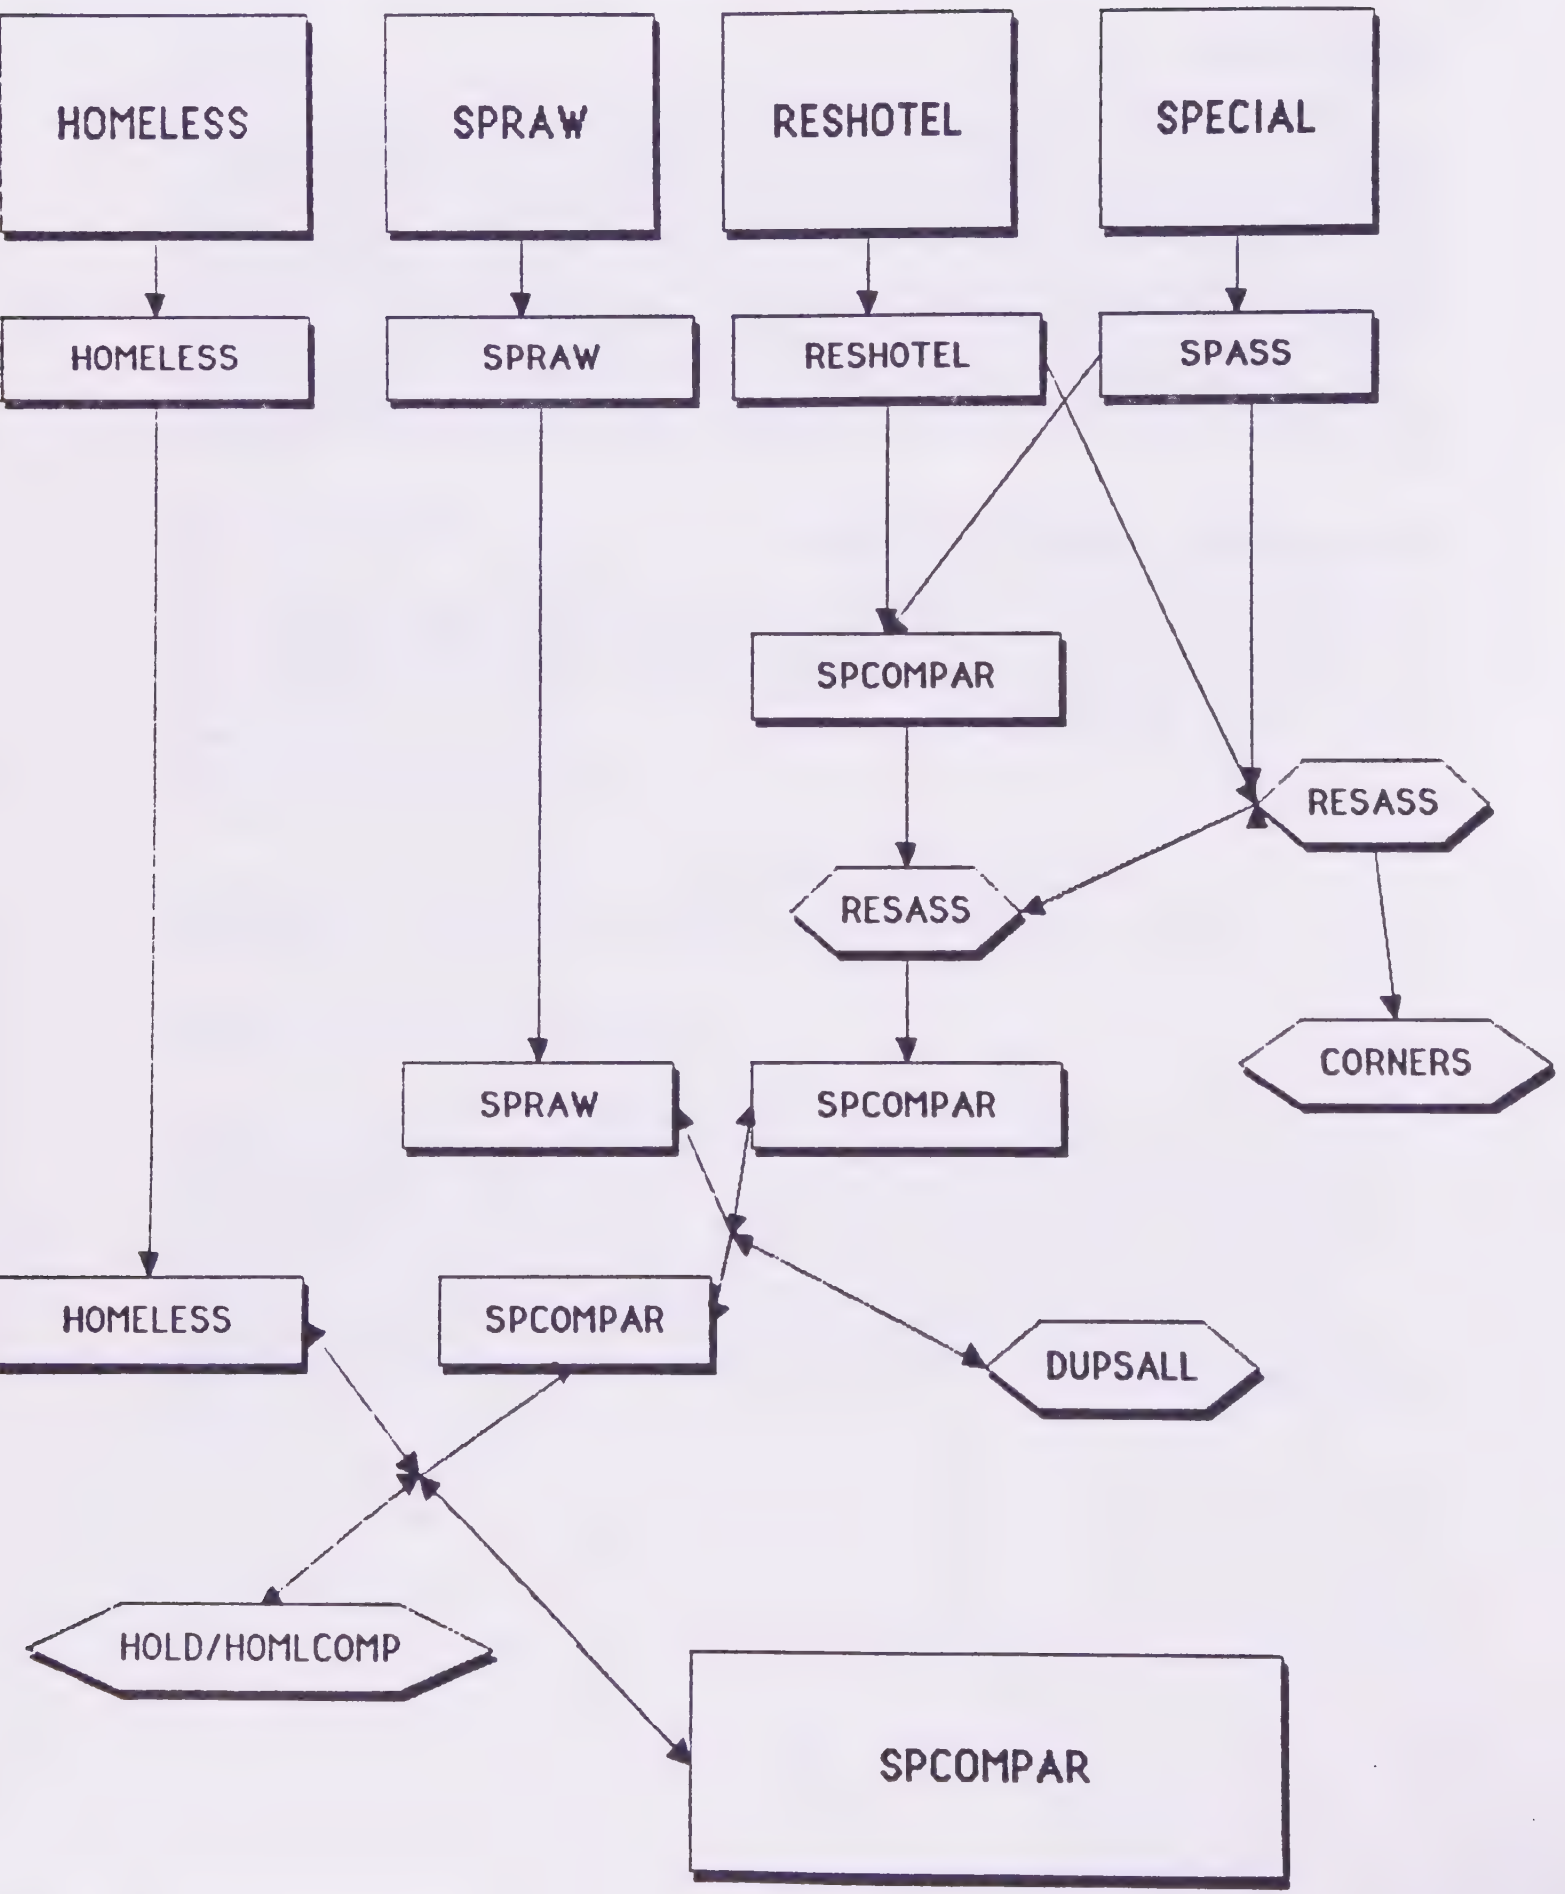 HOMELESS
SPRAW
RESHOTEL
SPECIAL
HOMELESS
SPRAW
RESHOTEL
SPASS
SPCOMPAR
RESASS
RESASS
CORNERS
SPRAW
SPCOMPAR
HOMELESS
SPCOMPAR
DUPSALL
HOLD/HOMLCOMP
SPCOMPAR